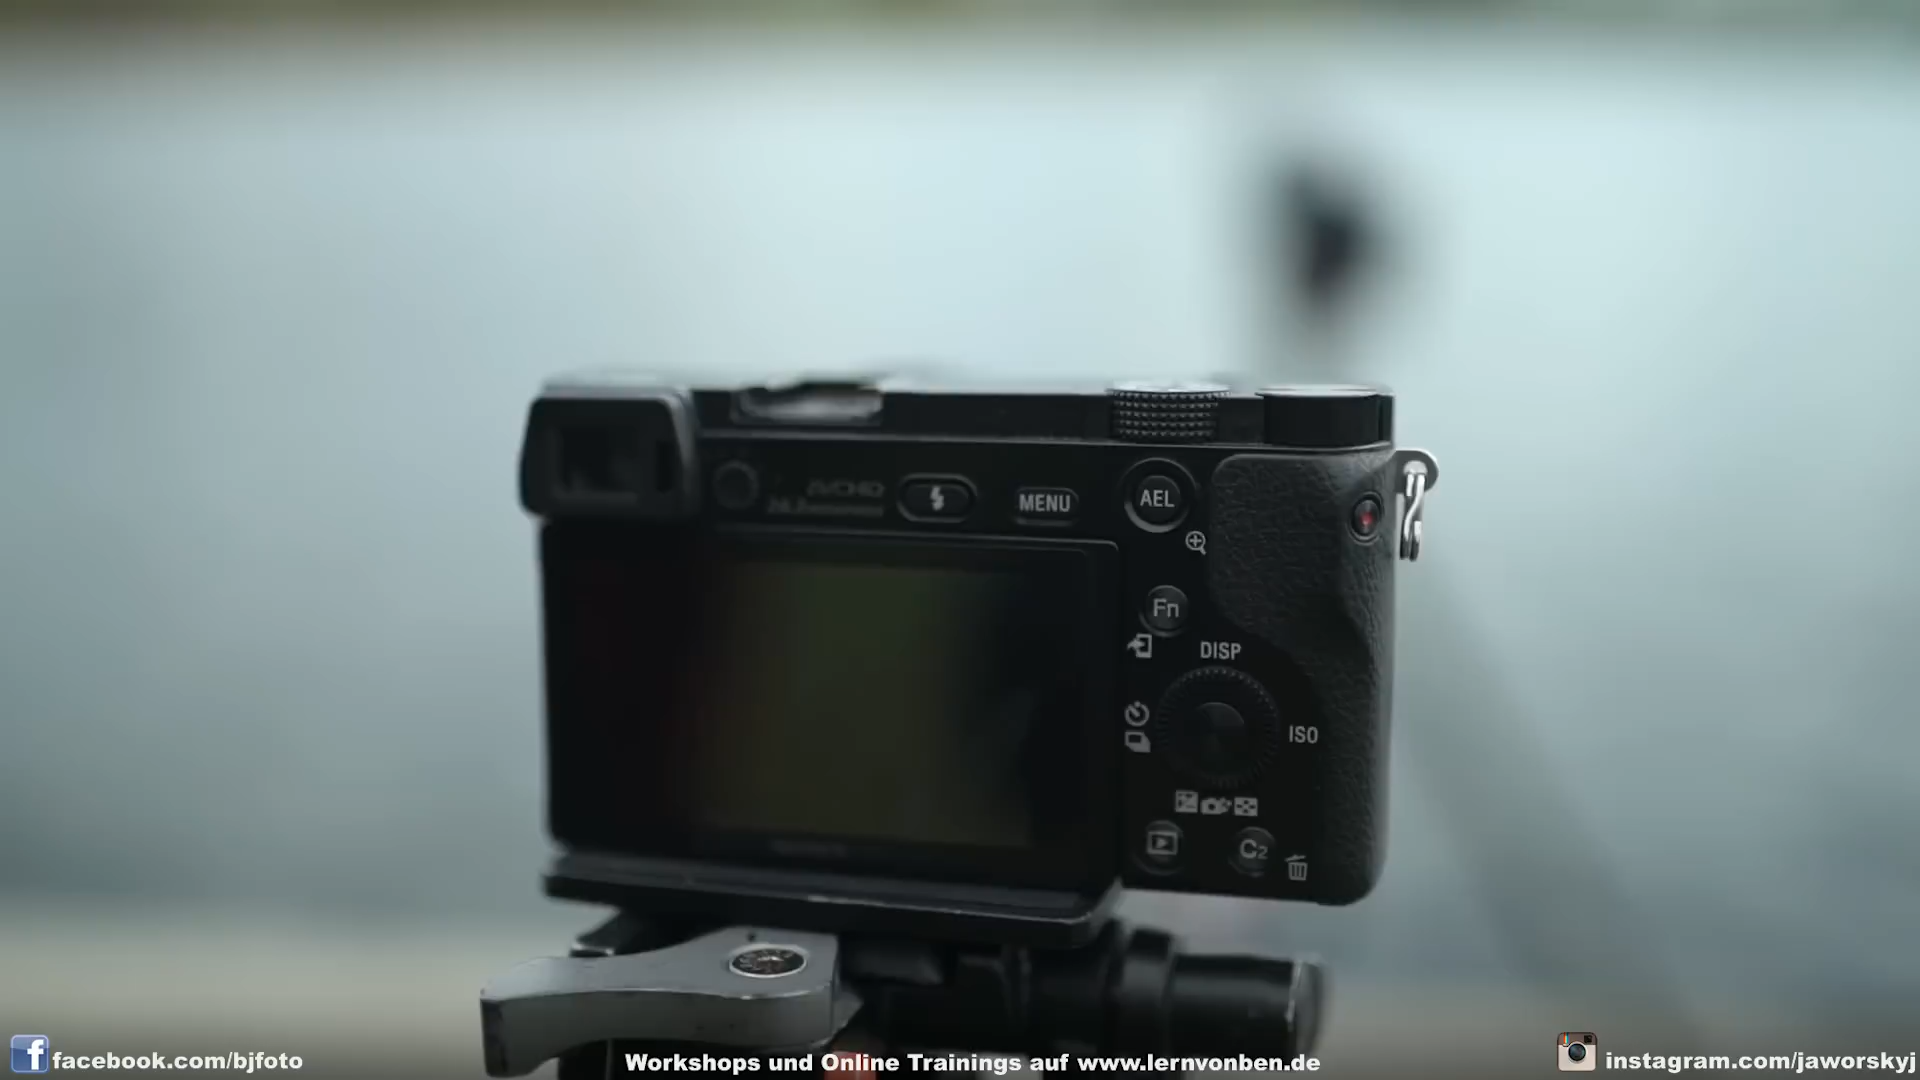 MENU
AEL
Fn
DISP
ISO
C2
facebook.com/bjfoto
Workshops und Online Trainings auf www.lernvonben.de
instagram.com/jaworskyj